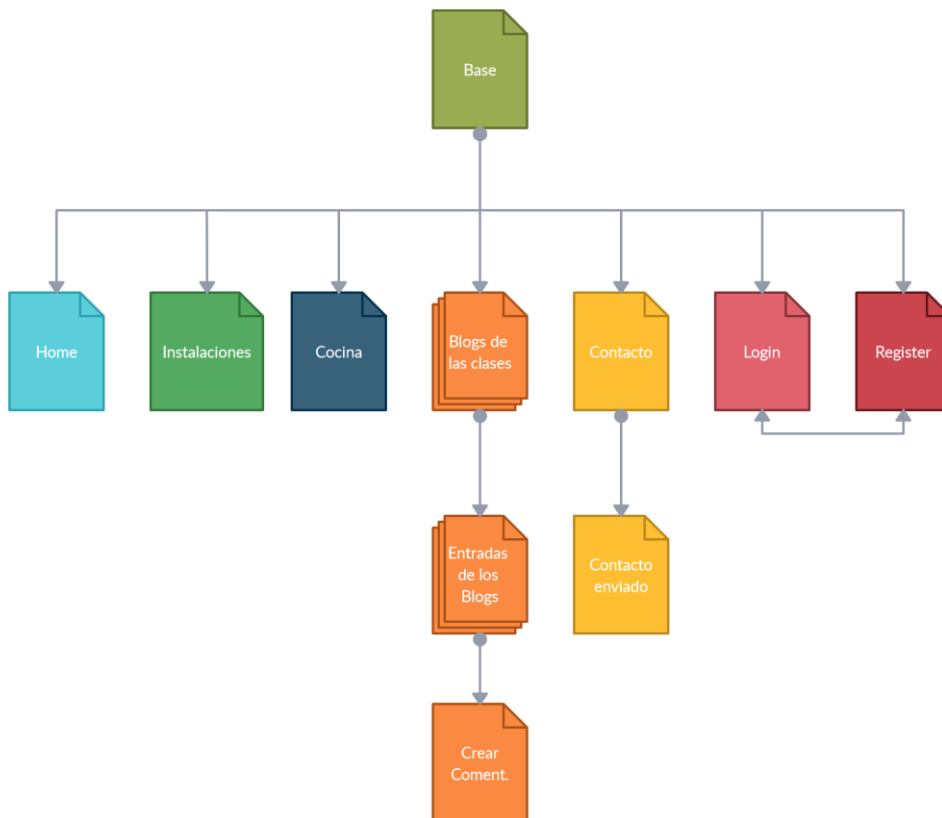 Base
Home
Instalaciones
Cocina
Blogs de
las clases
Contacto
Login
Register
Entradas
de los
Blogs
Contacto
enviado
Crear
Coment.